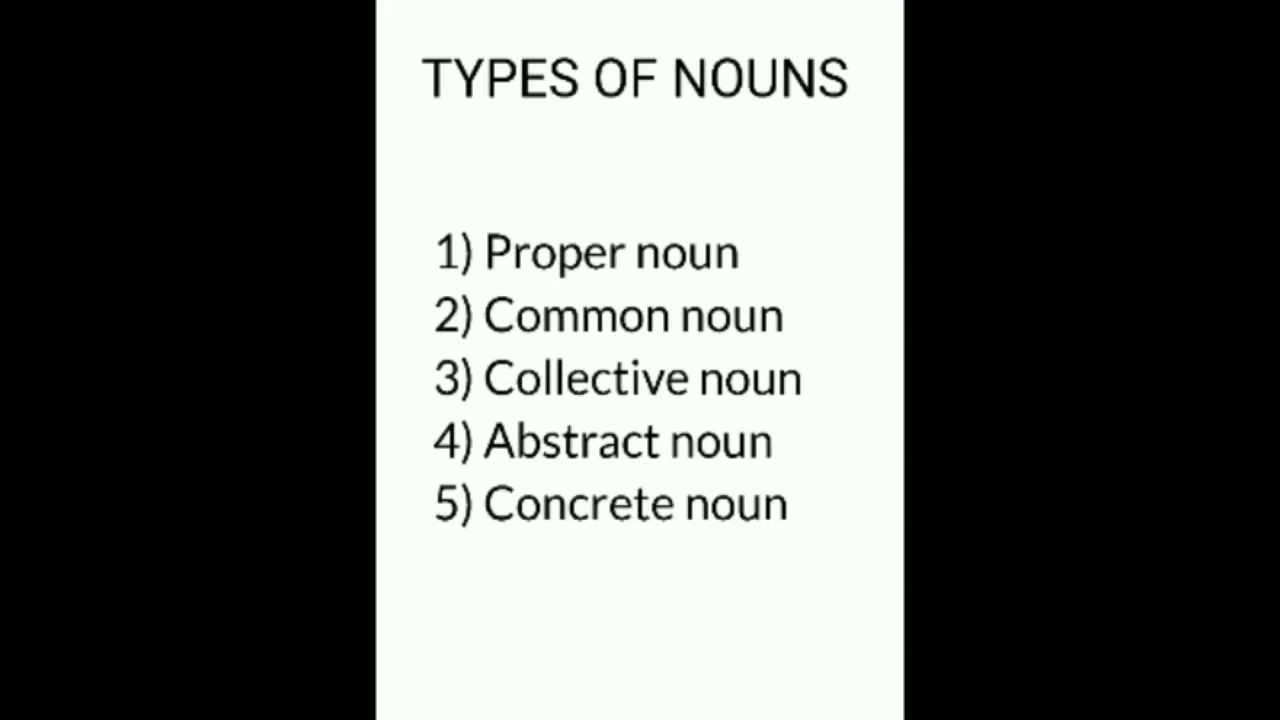 TYPES OF NOUNS
1) Proper noun
2) Common noun
3) Collective noun
4) Abstract noun
5) Concrete noun